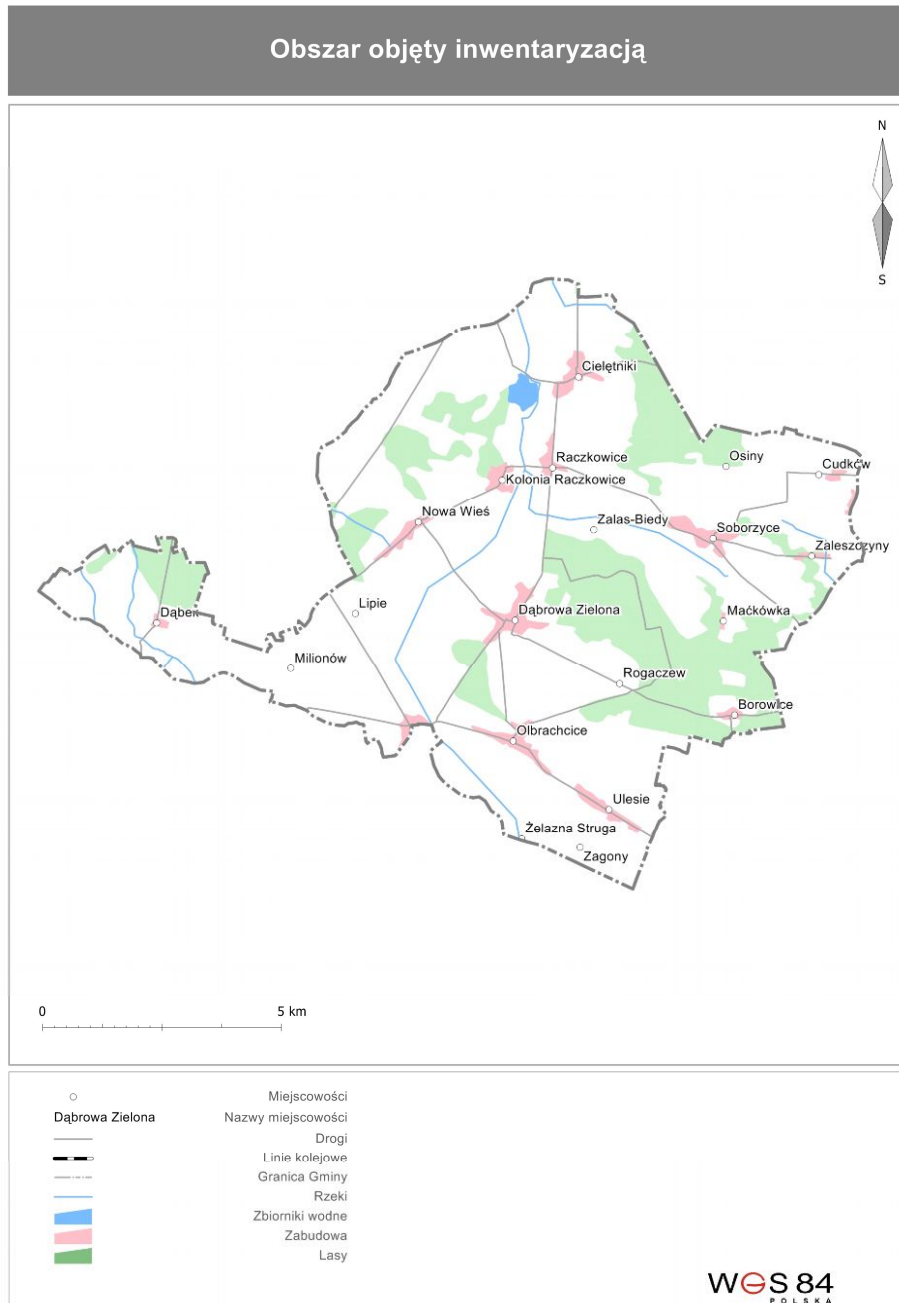 Obszar objęty inwentaryzacją
N
S
Cielętniki
Raczkowice
Kolonia Raczkowice
Osiny
Cudków
Nowa Wieś
Zalas-Biedy
Soborzyce
Zaleszczyny
Lipie
Dąbek
Dąbrowa Zielona
Maćkówka
Milionów
Rogaczew
Borowce
Olbrachcice
Ulesie
Żelazna Struga
Zagony
0 5 km
Miejscowości
Dąbrowa Zielona Nazwy miejscowości
Drogi
Linie kolejowe
Granica Gminy
Rzeki
Zbiorniki wodne
Zabudowa
Lasy
WGS 84
POLSKA